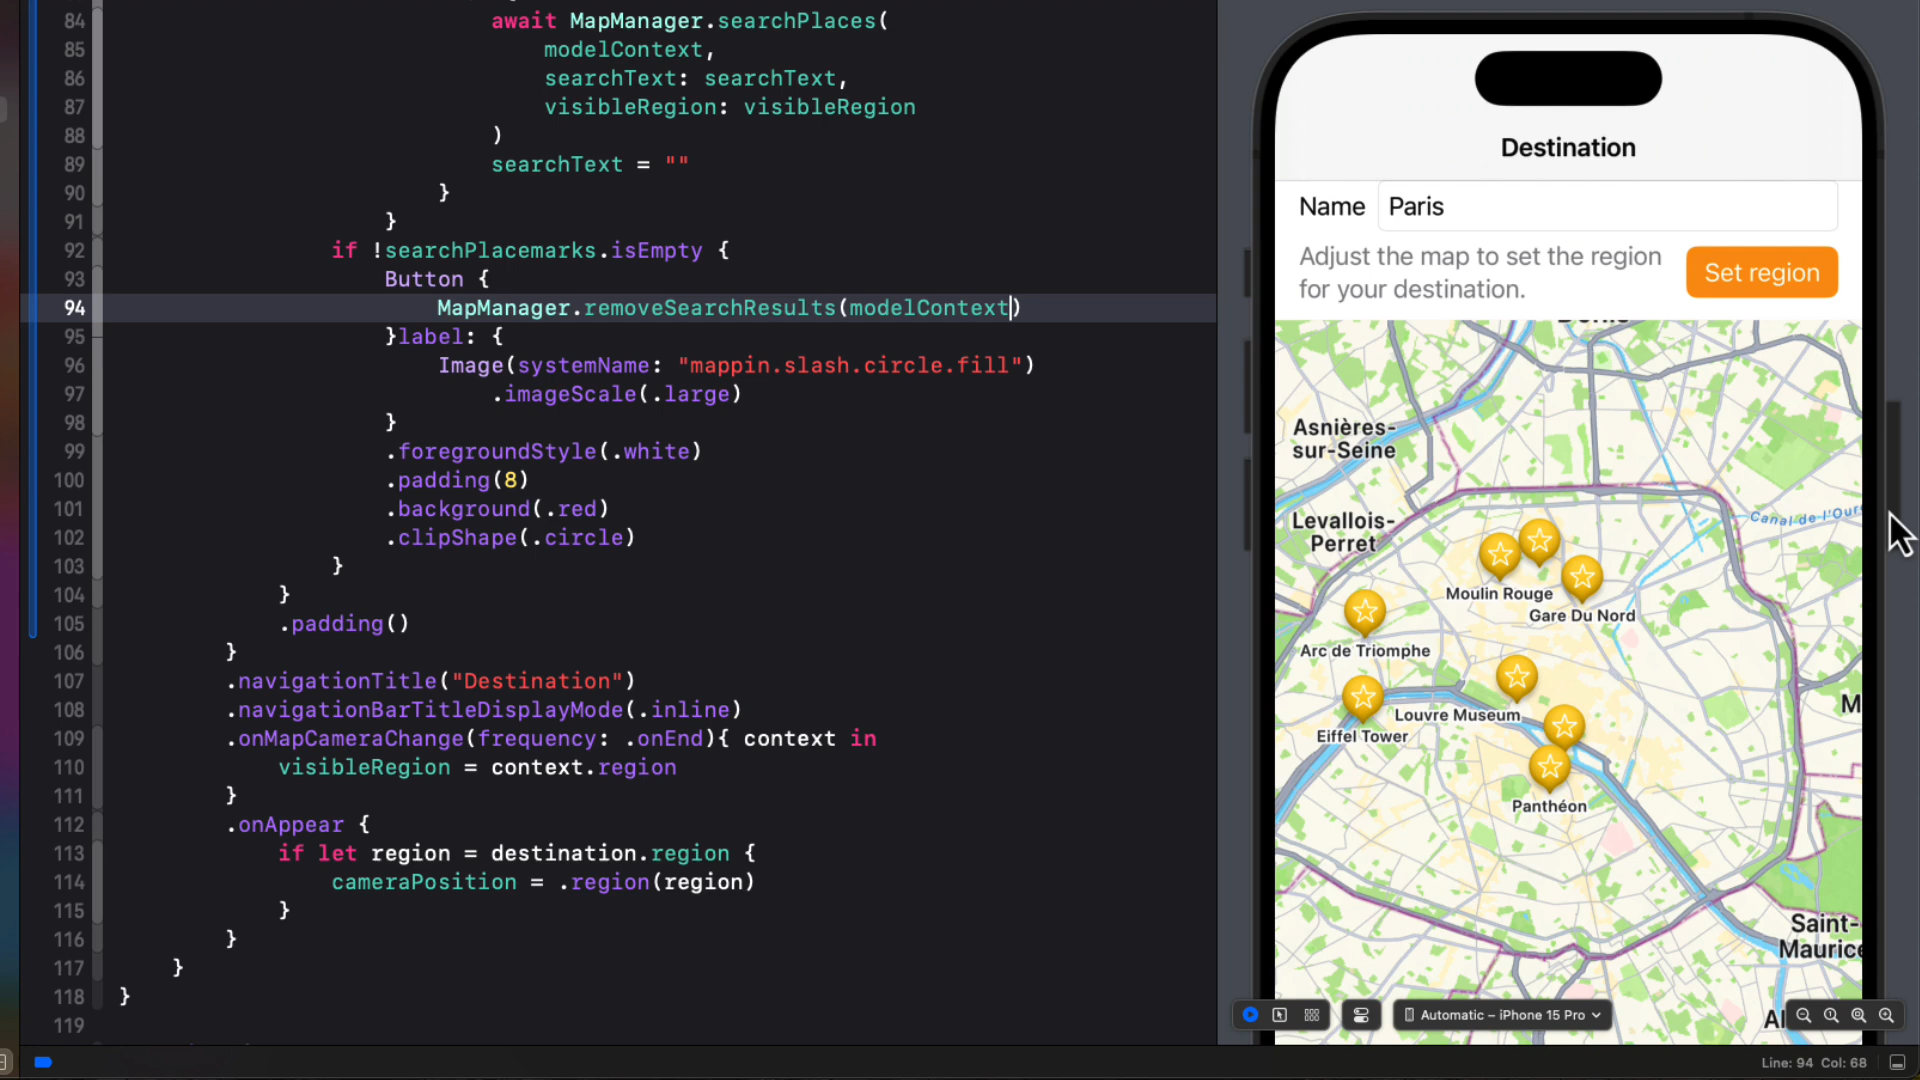 84 await MapManager.searchPlaces(
85 modelContext,
86 searchText: searchText,
87 visibleRegion: visibleRegion
88 )
89 searchText = ""
90 }
91 }
92 if !searchPlacemarks.isEmpty {
93 Button {
94 MapManager.removeSearchResults(modelContext)
95 }label: {
96 Image(systemName: "mappin.slash.circle.fill")
97 .imageScale(.large)
98 }
99 .foregroundStyle(.white)
100 .padding(8)
101 .background(.red)
102 .clipShape(.circle)
103 }
104 }
105 .padding()
106 }
107 .navigationTitle("Destination")
108 .navigationBarTitleDisplayMode(.inline)
109 .onMapCameraChange(frequency: .onEnd){ context in
110 visibleRegion = context.region
111 }
112 .onAppear {
113 if let region = destination.region {
114 cameraPosition = .region(region)
115 }
116 }
117 }
118 }
119
Destination
Name Paris
Adjust the map to set the region
for your destination.
Set region
Asnières-
sur-Seine
Levallois-
Perret
Moulin Rouge
Gare Du Nord
Arc de Triomphe
Louvre Museum
Eiffel Tower
Panthéon
Saint-
Maurice
Automatic – iPhone 15 Pro
Line: 94 Col: 68